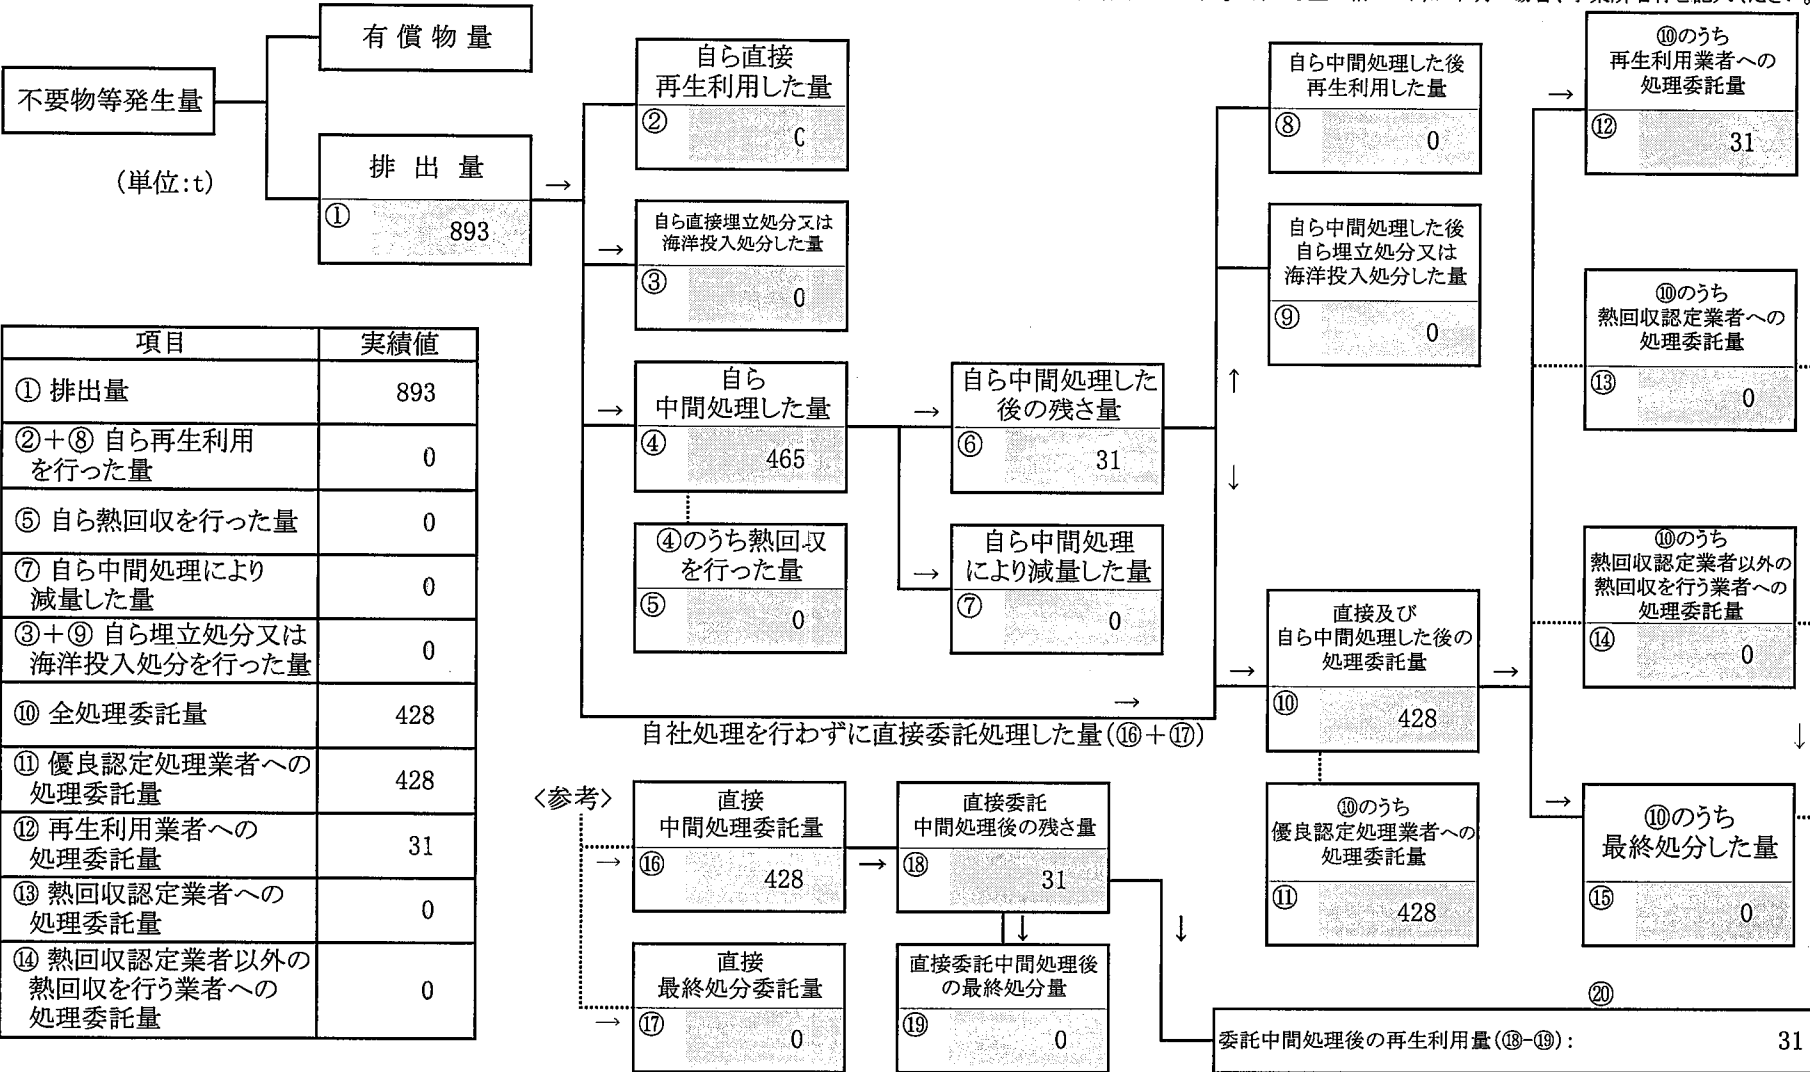 有償物量
不要物等発生量
(単位:t)
排出量
① 893
→
自ら直接
再生利用した量
② C
→
自ら直接埋立処分又は
海洋投入処分した量
③ 0
→
自ら
中間処理した量
④ 465
④のうち熱回収
を行った量
⑤ 0
→
自ら中間処理した
後の残さ量
⑥ 31
→
自ら中間処理
により減量した量
⑦ 0
自ら中間処理した後
再生利用した量
⑧ 0
自ら中間処理した後
自ら埋立処分又は
海洋投入処分した量
⑨ 0
↑
↓
→
自社処理を行わずに直接委託処理した量(⑯+⑰)
→
直接及び
自ら中間処理した後の
処理委託量
⑩ 428
⑩のうち
優良認定処理業者への
処理委託量
⑪ 428
→
→
⑩のうち
再生利用業者への
処理委託量
⑫ 31
⑩のうち
熱回収認定業者への
処理委託量
⑬ 0
⑩のうち
熱回収認定業者以外の
熱回収を行う業者への
処理委託量
⑭ 0
↓
→
⑩のうち
最終処分した量
⑮ 0
項目 実績値
① 排出量 893
②+⑧ 自ら再生利用
を行った量 0
⑤ 自ら熱回収を行った量 0
⑦ 自ら中間処理により
減量した量 0
③+⑨ 自ら埋立処分又は
海洋投入処分を行った量 0
⑩ 全処理委託量 428
⑪ 優良認定処理業者への
処理委託量 428
⑫ 再生利用業者への
処理委託量 31
⑬ 熱回収認定業者への
処理委託量 0
⑭ 熱回収認定業者以外の
熱回収を行う業者への
処理委託量 0
〈参考〉
→
直接
中間処理委託量
⑯ 428
→
直接委託
中間処理後の残さ量
⑱ 31
↓
↓
→
直接
最終処分委託量
⑰ 0
直接委託中間処理後
の最終処分量
⑲ 0
⑳
委託中間処理後の再生利用量(⑱-⑲): 31